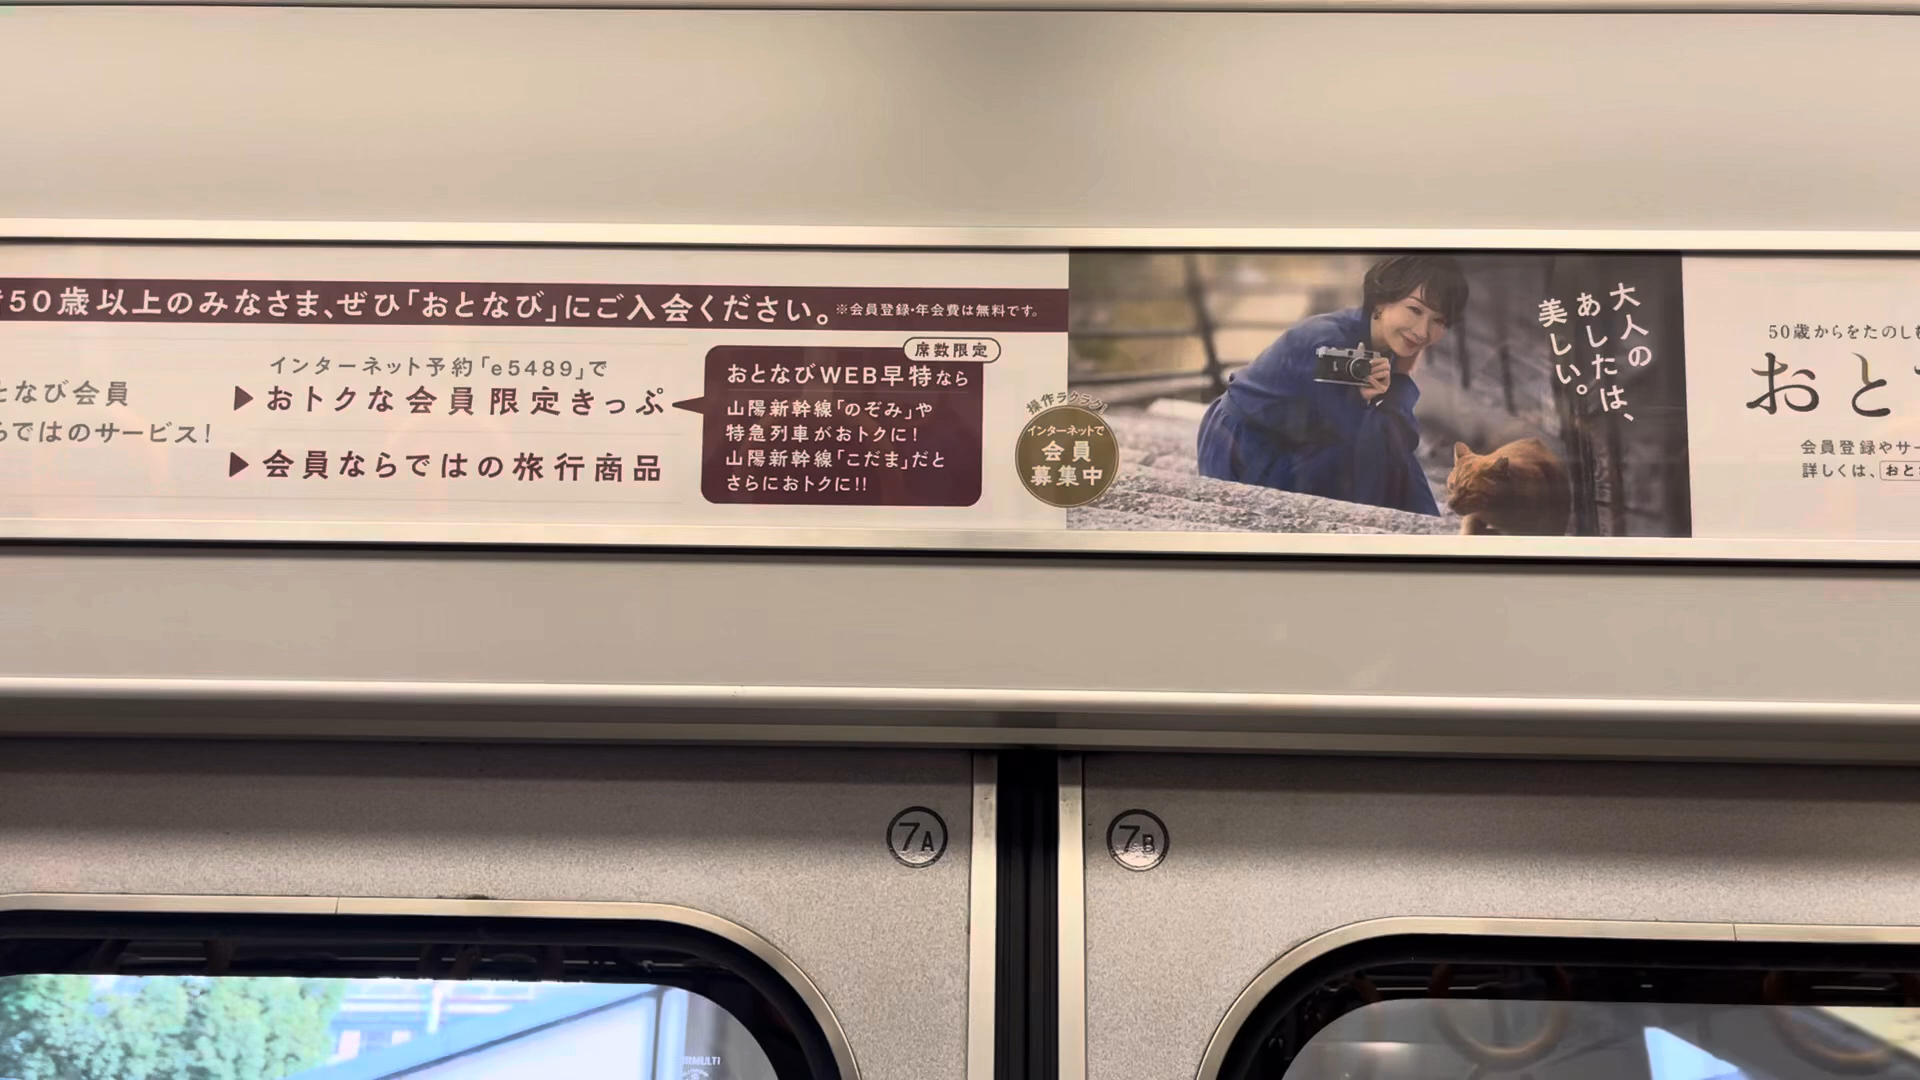 50歳以上のみなさま、ぜひ「おとなび」にご入会ください。※会員登録・年会費は無料です。
となび会員
らではのサービス！
インターネット予約「e5489」で
▶おトクな会員限定きっぷ
▶会員ならではの旅行商品
席数限定
おとなびWEB早特なら
山陽新幹線「のぞみ」や
特急列車がおトクに！
山陽新幹線「こだま」だと
さらにおトクに!!
操作ラクラク！
インターネットで
会員
募集中
大人の
あしたは、
美しい。
50歳からをたのし
おと
会員登録やサー
詳しくは、おと
7A
7B